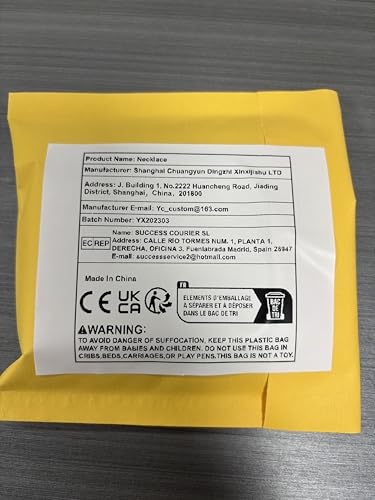 Product Name: Necklace
Manufacturer: Shanghai Chuangyun Dingzhi Xinxijishu LTD
Address: J. Building 1, No.2222 Huancheng Road, Jiading
District, Shanghai, China, 201800
Manufacturer E-mail: Yc_custom@163.com
Batch Number: YX202303
EC REP
Name: SUCCESS COURIER SL
Address: CALLE RÍO TORMES NUM. 1, PLANTA 1,
DERECHA, OFICINA 3, Fuenlabrada Madrid, Spain 28947
E-mail: successservice2@hotmail.com
Made In China
CE
UK
CA
FR
ÉLÉMENTS D'EMBALLAGE
À SÉPARER ET À DÉPOSER
DANS LE BAC DE TRI
BAC
DE
TRI
WARNING:
TO AVOID DANGER OF SUFFOCATION, KEEP THIS PLASTIC BAG
AWAY FROM BABIES AND CHILDREN. DO NOT USE THIS BAG IN
CRIBS,BEDS,CARRIAGES,OR PLAY PENS.THIS BAG IS NOT A TOY.